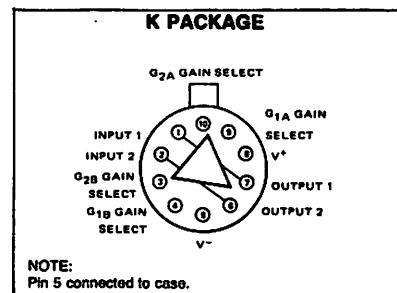 K PACKAGE
G2A GAIN SELECT
G1A GAIN
SELECT
INPUT 1
INPUT 2
G2B GAIN
SELECT
G1B GAIN
SELECT
V+
OUTPUT 1
OUTPUT 2
V−
10
1
9
2
8
3
7
4
6
5
NOTE:
Pin 5 connected to case.